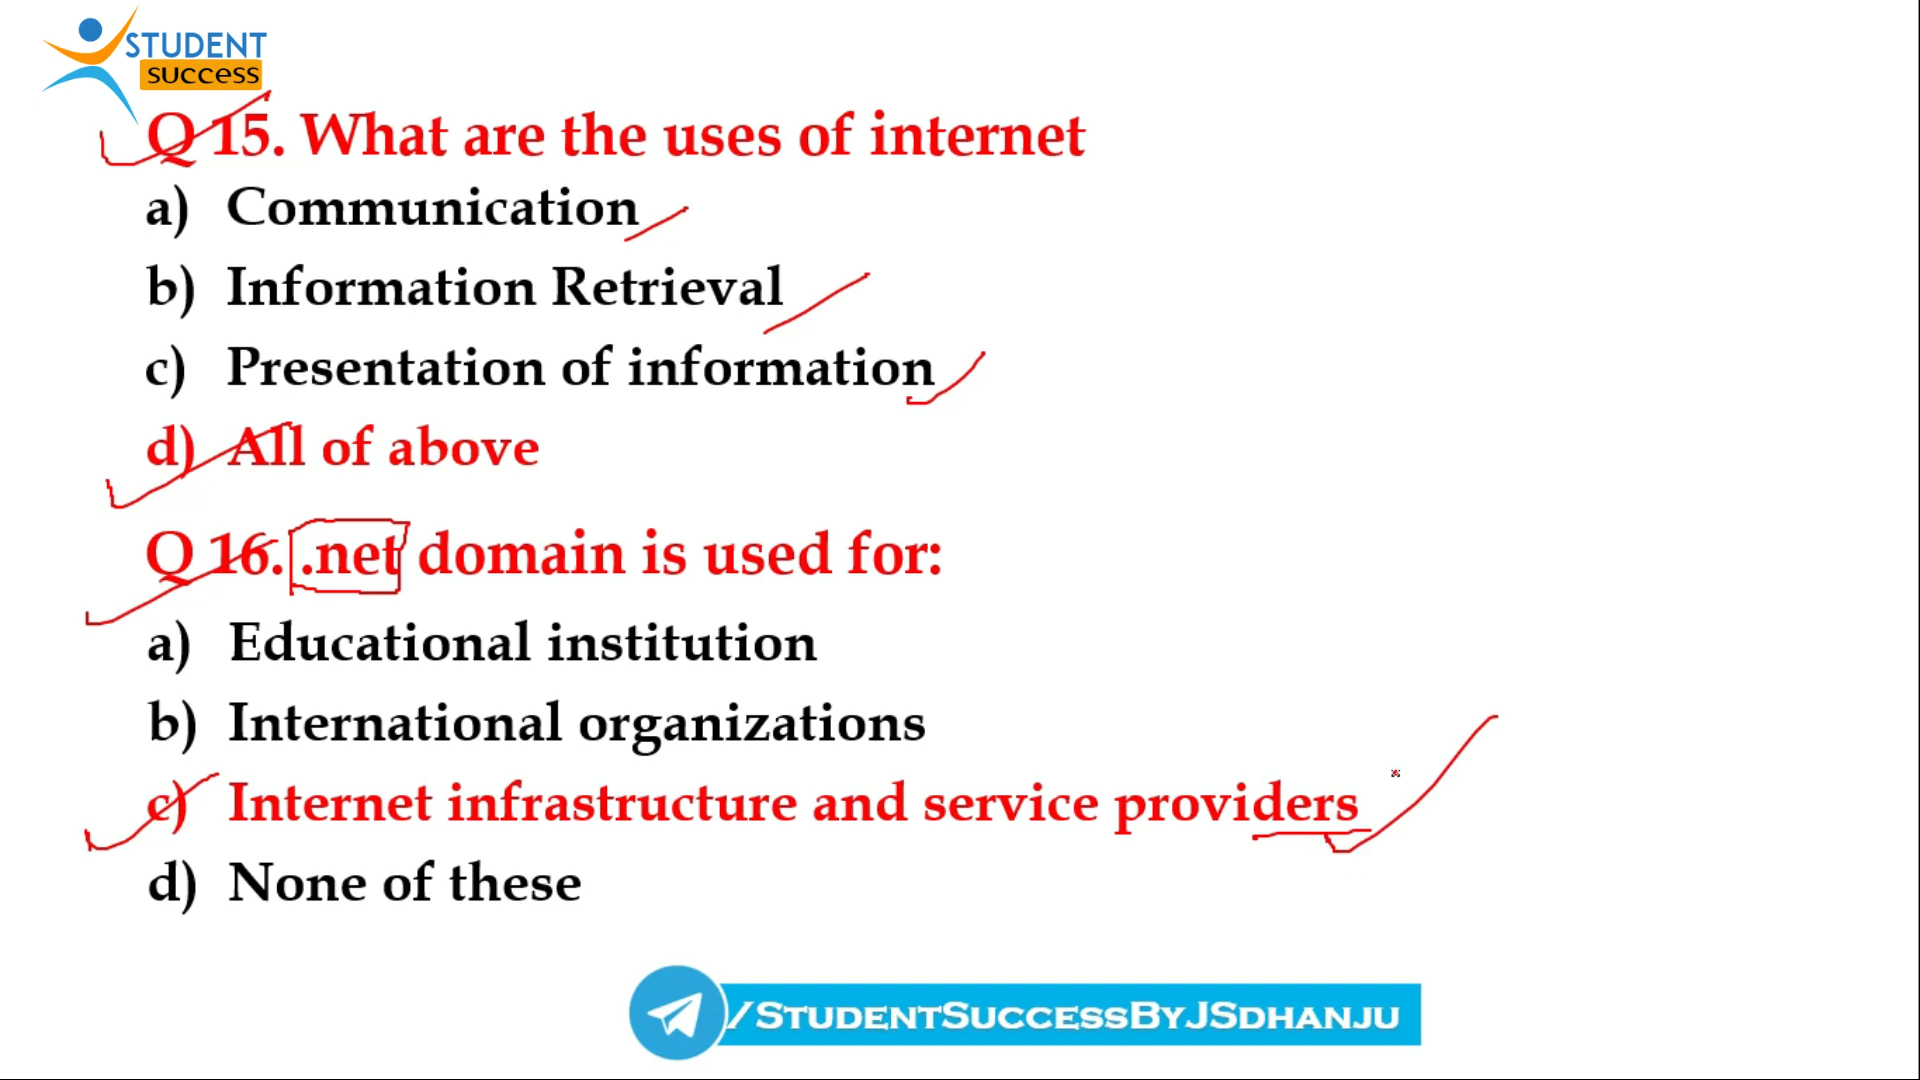 STUDENT
success
Q 15. What are the uses of internet
a) Communication
b) Information Retrieval
c) Presentation of information
d) All of above
Q 16. .net domain is used for:
a) Educational institution
b) International organizations
c) Internet infrastructure and service providers
d) None of these
/StudentSuccessByJSdhanju